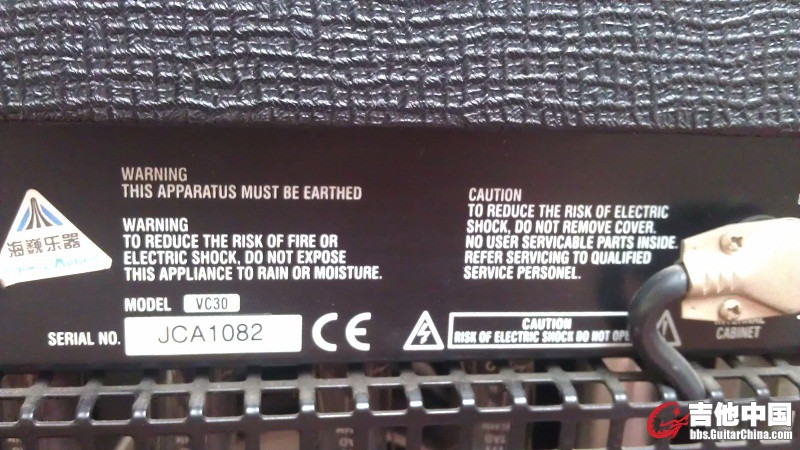 WARNING
THIS APPARATUS MUST BE EARTHED
WARNING
TO REDUCE THE RISK OF FIRE OR
ELECTRIC SHOCK, DO NOT EXPOSE
THIS APPLIANCE TO RAIN OR MOISTURE.
MODEL VC30
SERIAL NO. JCA1082
CE
CAUTION
TO REDUCE THE RISK OF ELECTRIC
SHOCK, DO NOT REMOVE COVER.
NO USER SERVICABLE PARTS INSIDE.
REFER SERVICING TO QUALIFIED
SERVICE PERSONEL.
CAUTION
RISK OF ELECTRIC SHOCK DO NOT OPE
CABINET
海巍乐器
吉他中国
bbs.GuitarChina.com